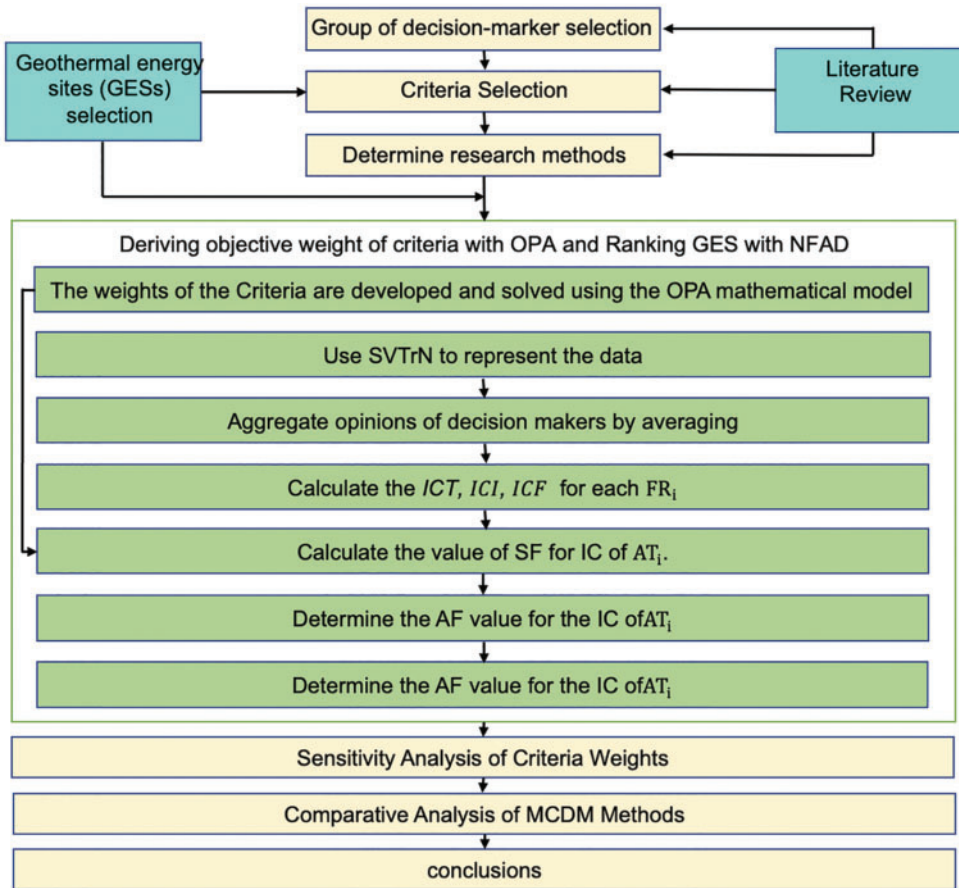 Group of decision-marker selection
Geothermal energy
sites (GESs)
selection
Criteria Selection
Literature
Review
Determine research methods
Deriving objective weight of criteria with OPA and Ranking GES with NFAD
The weights of the Criteria are developed and solved using the OPA mathematical model
Use SVTrN to represent the data
Aggregate opinions of decision makers by averaging
Calculate the ICT, ICI, ICF for each FRᵢ
Calculate the value of SF for IC of ATᵢ.
Determine the AF value for the IC ofATᵢ
Determine the AF value for the IC ofATᵢ
Sensitivity Analysis of Criteria Weights
Comparative Analysis of MCDM Methods
conclusions